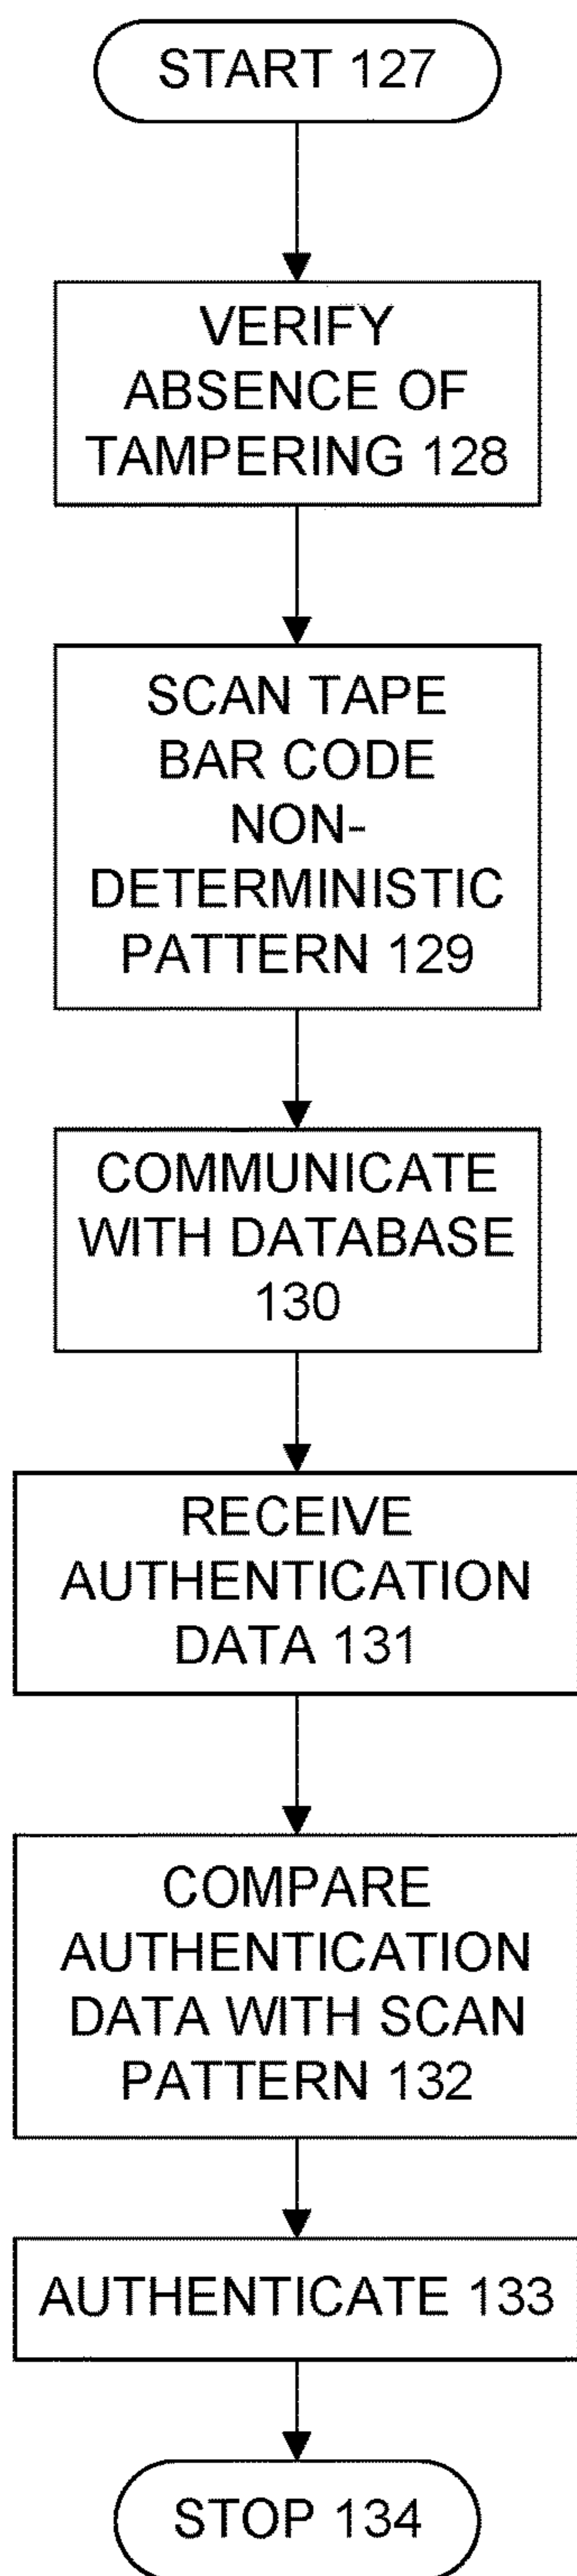 START 127
VERIFY
ABSENCE OF
TAMPERING 128
SCAN TAPE
BAR CODE
NON-
DETERMINISTIC
PATTERN 129
COMMUNICATE
WITH DATABASE
130
RECEIVE
AUTHENTICATION
DATA 131
COMPARE
AUTHENTICATION
DATA WITH SCAN
PATTERN 132
AUTHENTICATE 133
STOP 134